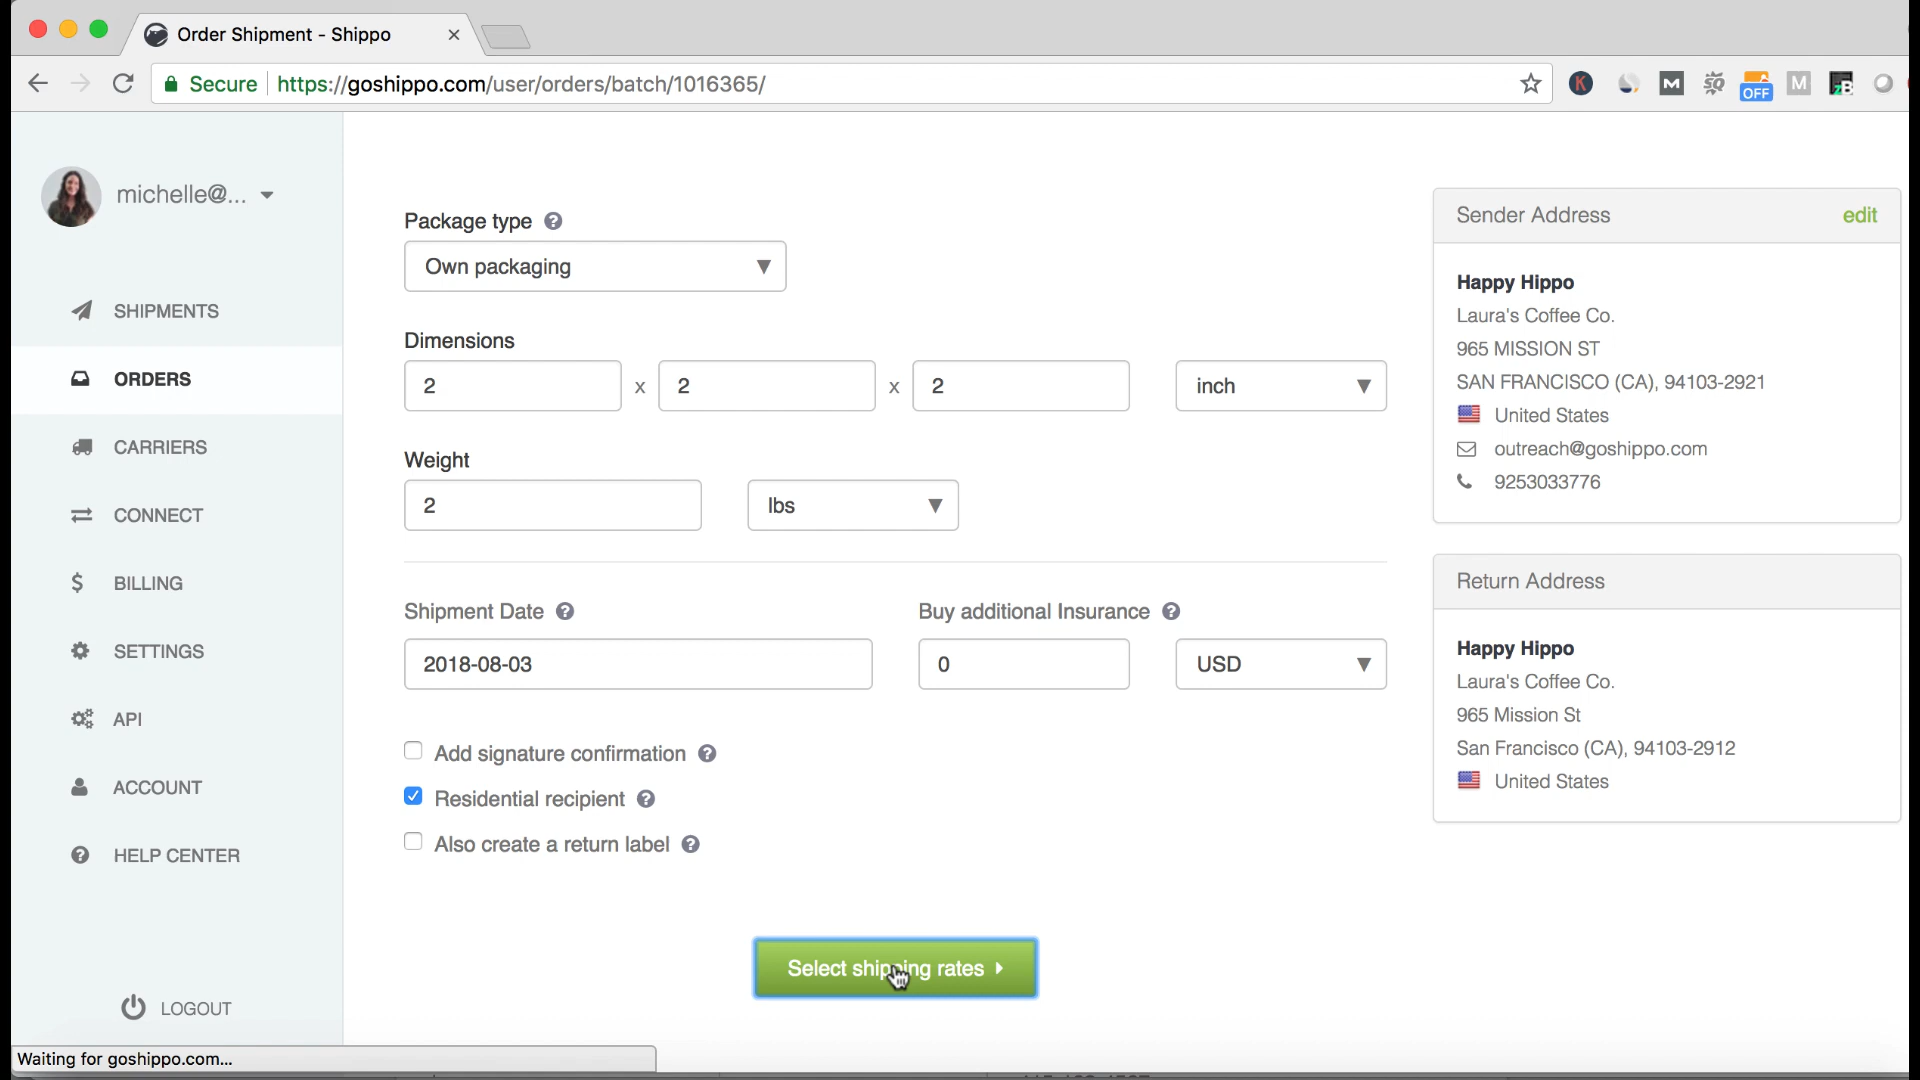 Order Shipment - Shippo
Secure
https://goshippo.com/user/orders/batch/1016365/
K
M
SQ
OFF
M
zB
michelle@...
SHIPMENTS
ORDERS
CARRIERS
CONNECT
BILLING
SETTINGS
API
ACCOUNT
HELP CENTER
LOGOUT
Package type
Own packaging
Dimensions
2 x 2 x 2 inch
Weight
2 lbs
Shipment Date
2018-08-03
Buy additional Insurance
0 USD
Add signature confirmation
Residential recipient
Also create a return label
Select shipping rates
Sender Address edit
Happy Hippo
Laura's Coffee Co.
965 MISSION ST
SAN FRANCISCO (CA), 94103-2921
United States
outreach@goshippo.com
9253033776
Return Address
Happy Hippo
Laura's Coffee Co.
965 Mission St
San Francisco (CA), 94103-2912
United States
Waiting for goshippo.com...